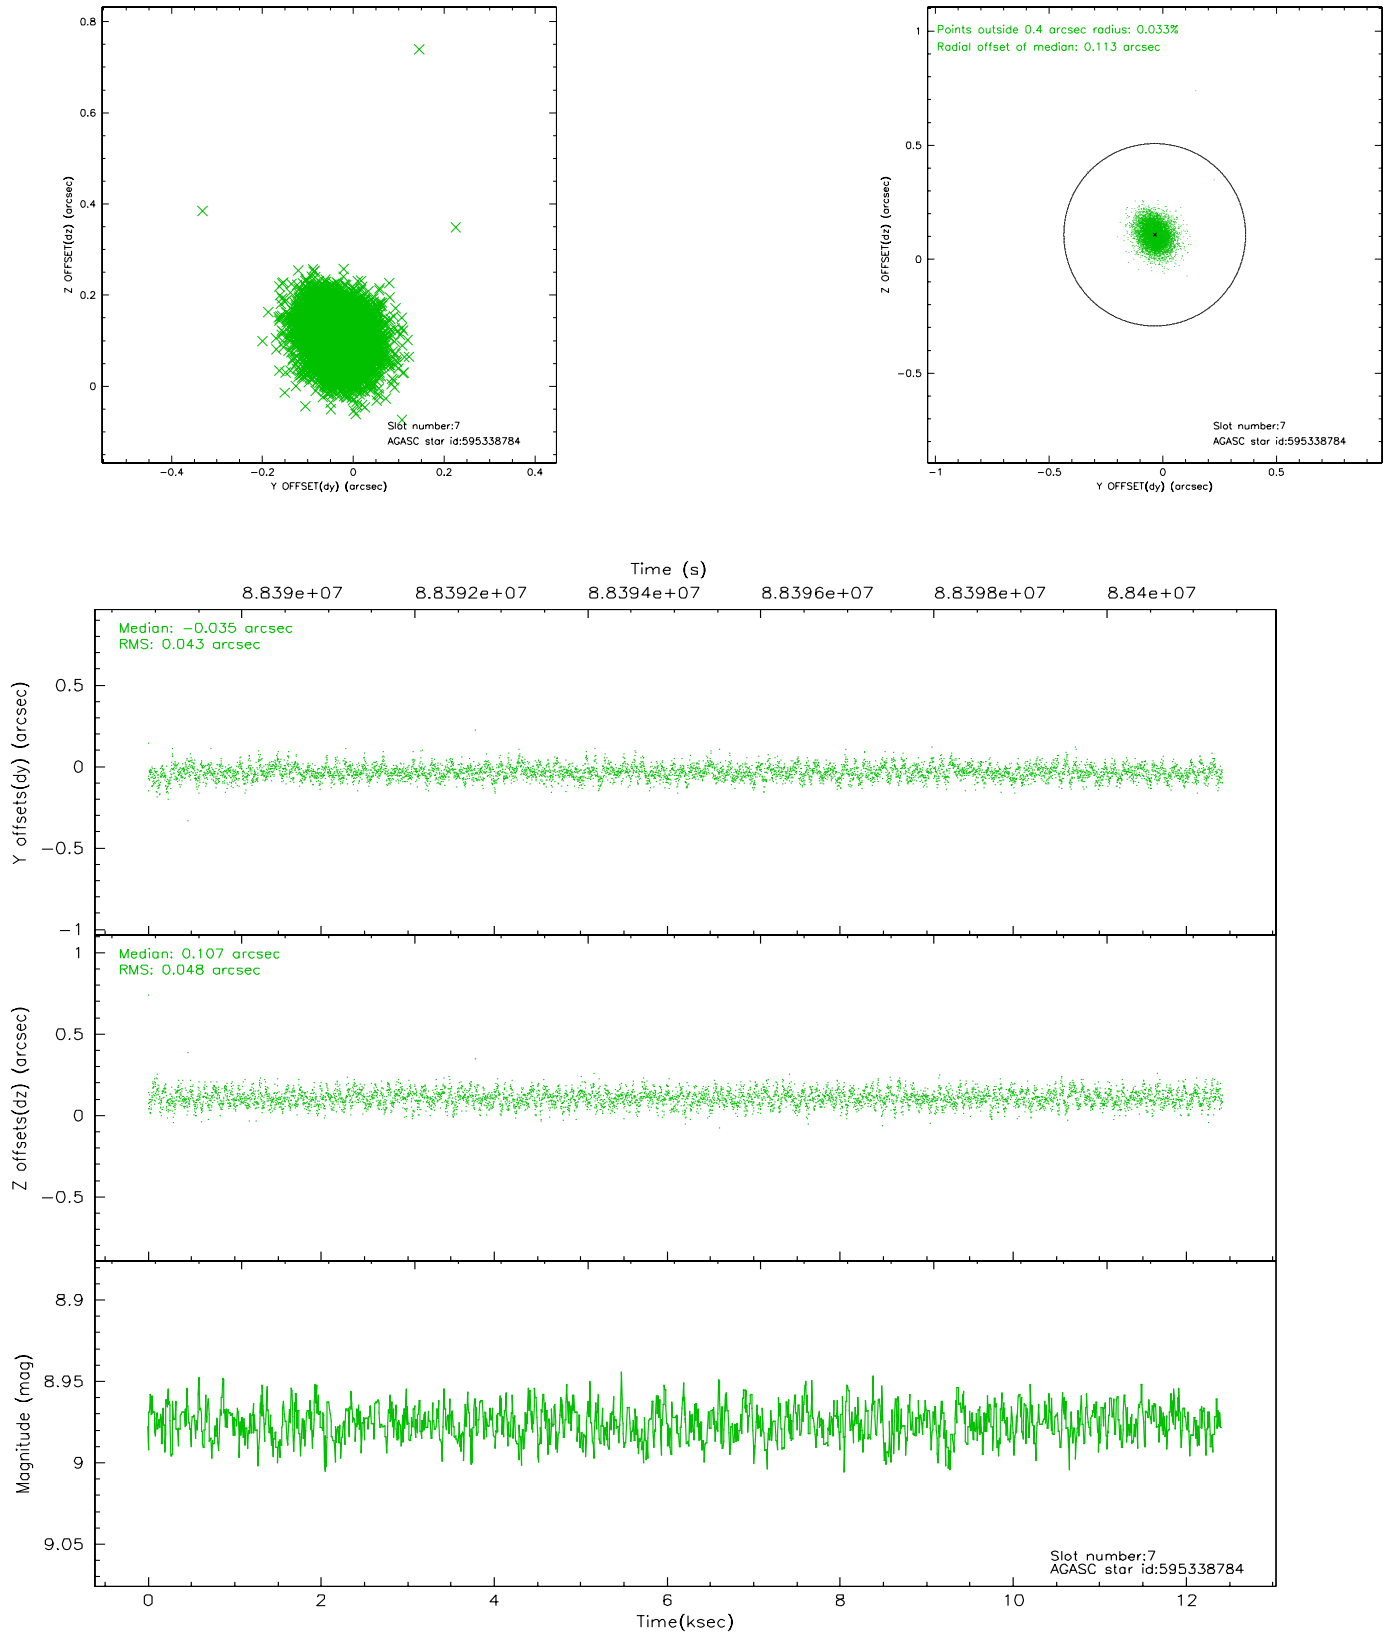 0.8
0.6
0.4
0.2
0
Z OFFSET(dz) (arcsec)
−0.4 −0.2 0 0.2 0.4
Y OFFSET(dy) (arcsec)
Slot number:7
AGASC star id:595338784
Points outside 0.4 arcsec radius: 0.033%
Radial offset of median: 0.113 arcsec
1
0.5
0
−0.5
Z OFFSET(dz) (arcsec)
−1 −0.5 0 0.5
Y OFFSET(dy) (arcsec)
Slot number:7
AGASC star id:595338784
Time (s)
8.839e+07 8.8392e+07 8.8394e+07 8.8396e+07 8.8398e+07 8.84e+07
Median: −0.035 arcsec
RMS: 0.043 arcsec
0.5
0
−0.5
−1
Y offsets(dy) (arcsec)
Median: 0.107 arcsec
RMS: 0.048 arcsec
1
0.5
0
−0.5
Z offsets(dz) (arcsec)
8.9
8.95
9
9.05
Magnitude (mag)
Slot number:7
AGASC star id:595338784
0 2 4 6 8 10 12
Time(ksec)